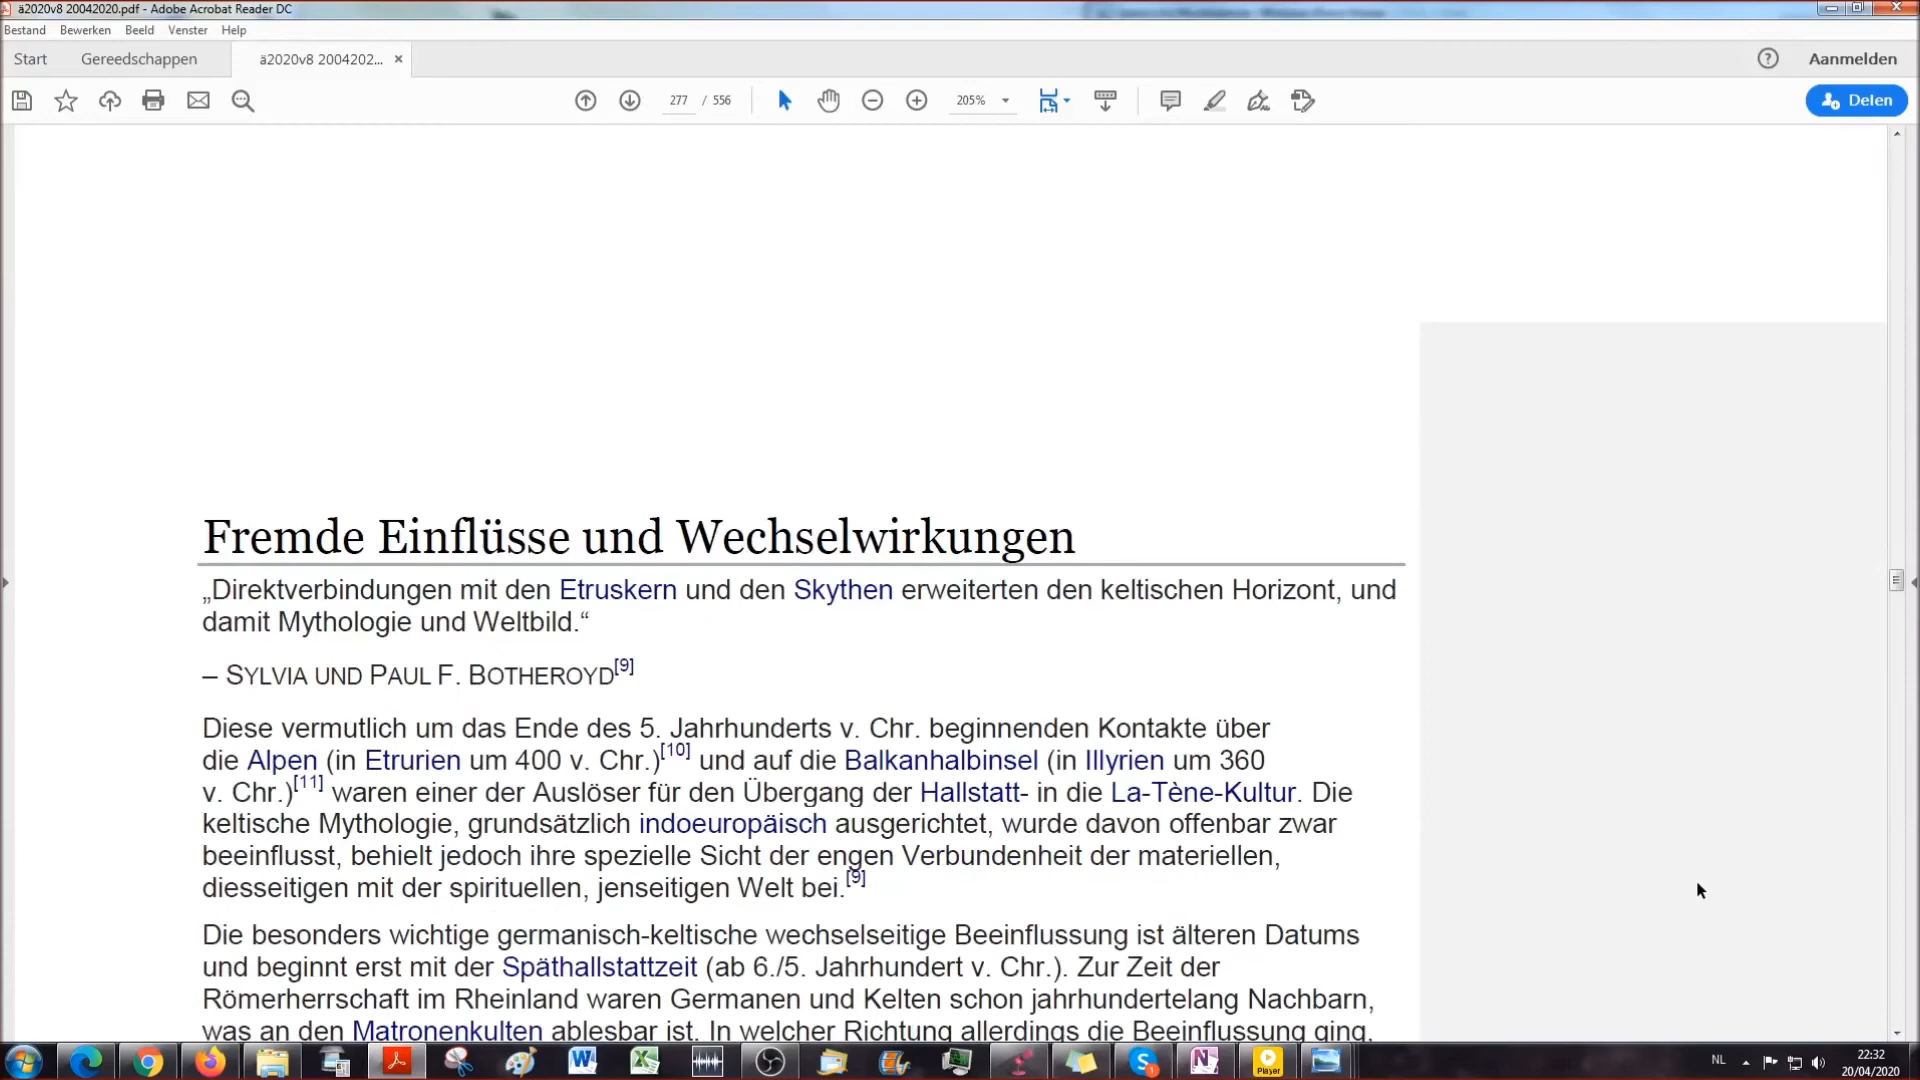 ä2020v8 20042020.pdf - Adobe Acrobat Reader DC
Bestand Bewerken Beeld Venster Help
Start Gereedschappen ä2020v8 2004202... Aanmelden
277 / 556 205% Delen
Fremde Einflüsse und Wechselwirkungen
„Direktverbindungen mit den Etruskern und den Skythen erweiterten den keltischen Horizont, und
damit Mythologie und Weltbild.“
– SYLVIA UND PAUL F. BOTHEROYD[9]
Diese vermutlich um das Ende des 5. Jahrhunderts v. Chr. beginnenden Kontakte über
die Alpen (in Etrurien um 400 v. Chr.)[10] und auf die Balkanhalbinsel (in Illyrien um 360
v. Chr.)[11] waren einer der Auslöser für den Übergang der Hallstatt- in die La-Tène-Kultur. Die
keltische Mythologie, grundsätzlich indoeuropäisch ausgerichtet, wurde davon offenbar zwar
beeinflusst, behielt jedoch ihre spezielle Sicht der engen Verbundenheit der materiellen,
diesseitigen mit der spirituellen, jenseitigen Welt bei.[9]
Die besonders wichtige germanisch-keltische wechselseitige Beeinflussung ist älteren Datums
und beginnt erst mit der Späthallstattzeit (ab 6./5. Jahrhundert v. Chr.). Zur Zeit der
Römerherrschaft im Rheinland waren Germanen und Kelten schon jahrhundertelang Nachbarn,
was an den Matronenkulten ablesbar ist. In welcher Richtung allerdings die Beeinflussung ging,
Player
NL
22:32
20/04/2020